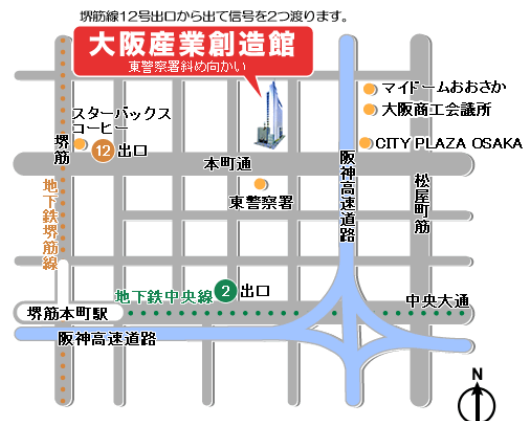 堺筋線12号出口から出て信号を2つ渡ります。
大阪産業創造館
東警察署斜め向かい
マイドームおおさか
大阪商工会議所
CITY PLAZA OSAKA
スターバックス
コーヒー
12 出口
堺筋
本町通
阪神高速道路
松屋町筋
東警察署
地下鉄堺筋線
地下鉄中央線
2 出口
中央大通
堺筋本町駅
阪神高速道路
N